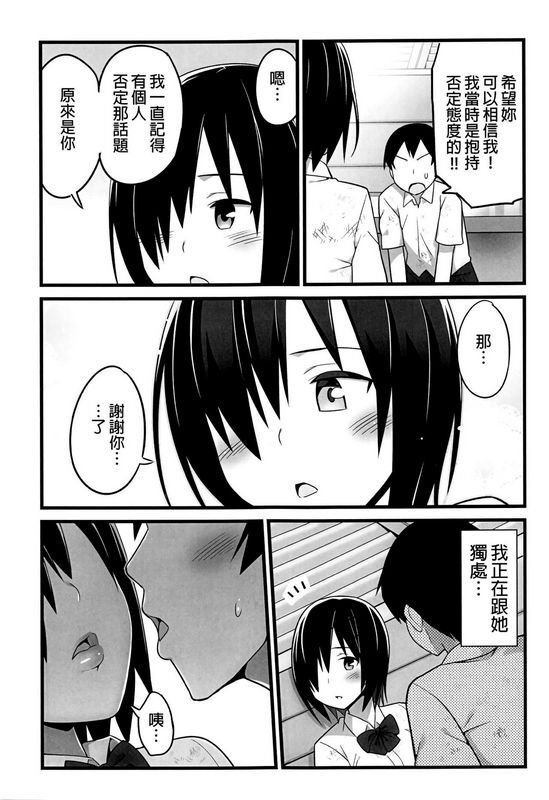 希望妳
可以相信我！
我當時是抱持
否定態度的!!
嗯…
我一直記得
有個人
否定那話題
原來是你
那…
謝謝你…
…了
我正在跟她
獨處…
咦…